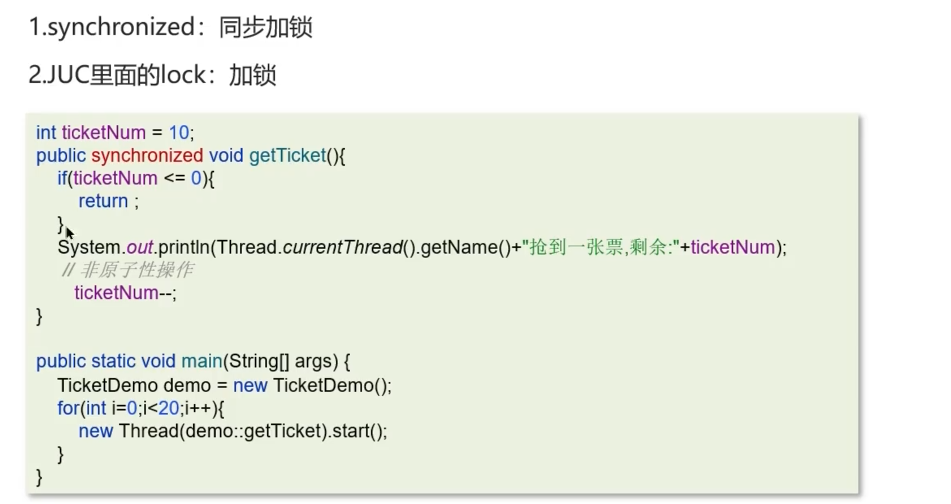 1.synchronized：同步加锁
2.JUC里面的lock：加锁
int ticketNum = 10;
public synchronized void getTicket(){
if(ticketNum <= 0){
return ;
}
System.out.println(Thread.currentThread().getName()+"抢到一张票,剩余:"+ticketNum);
// 非原子性操作
ticketNum--;
}
public static void main(String[] args) {
TicketDemo demo = new TicketDemo();
for(int i=0;i<20;i++){
new Thread(demo::getTicket).start();
}
}